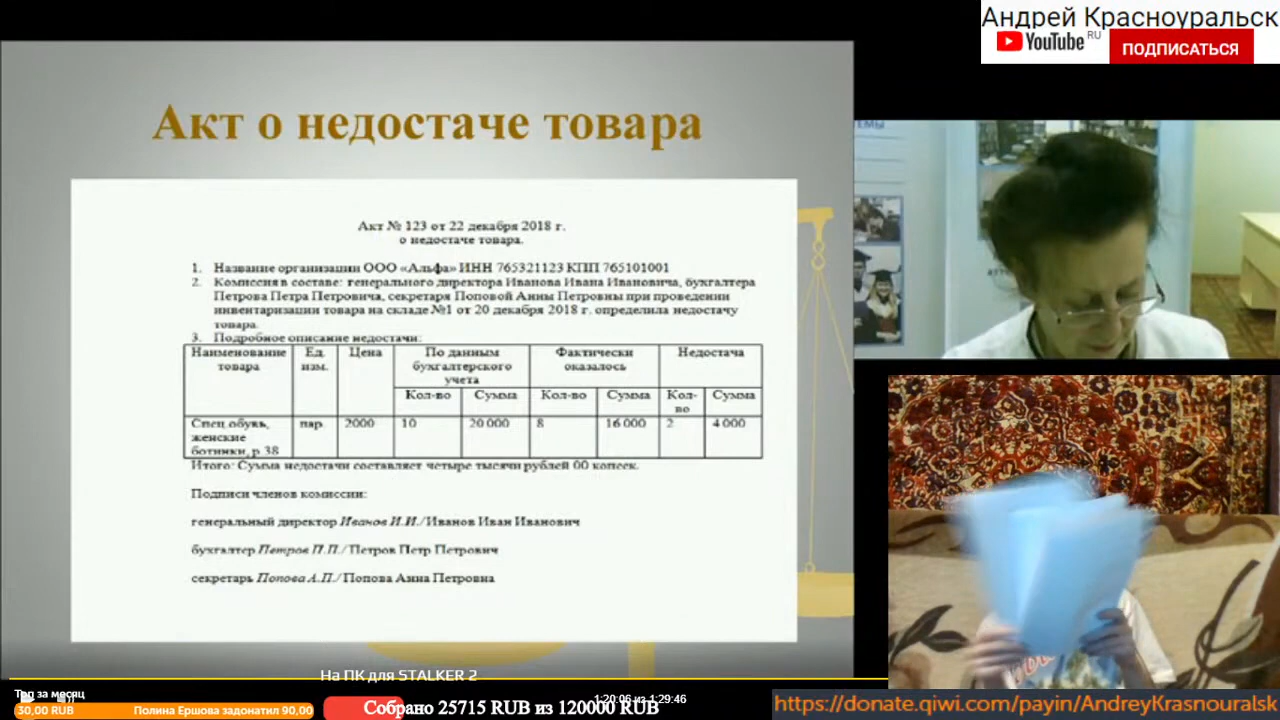 Андрей Красноуральск
YouTube RU
ПОДПИСАТЬСЯ
Акт о недостаче товара
Акт № 123 от 22 декабря 2018 г.
о недостаче товара.
1. Название организации ООО «Альфа» ИНН 765321123 КПП 765101001
2. Комиссия в составе: генерального директора Иванова Ивана Ивановича, бухгалтера
Петрова Петра Петровича, секретаря Поповой Анны Петровны при проведении
инвентаризации товара на складе №1 от 20 декабря 2018 г. определила недостачу
товара.
3. Подробное описание недостачи:
Наименование товара
Ед. изм.
Цена
По данным бухгалтерского учета
Фактически оказалось
Недостача
Кол-во Сумма Кол-во Сумма Кол-во Сумма
Спец.обувь, женские ботинки, р 38
пар. 2000 10 20 000 8 16 000 2 4 000
Итого: Сумма недостачи составляет четыре тысячи рублей 00 копеек.
Подписи членов комиссии:
генеральный директор Иванов И.И./ Иванов Иван Иванович
бухгалтер Петров П.П./ Петров Петр Петрович
секретарь Попова А.П./ Попова Анна Петровна
На ПК для STALKER 2
Топ за месяц
1:20:06 из 1:29:46
30,00 RUB
Полина Ершова задонатил 90,00
Собрано 25715 RUB из 120000 RUB
https://donate.qiwi.com/payin/AndreyKrasnouralsk